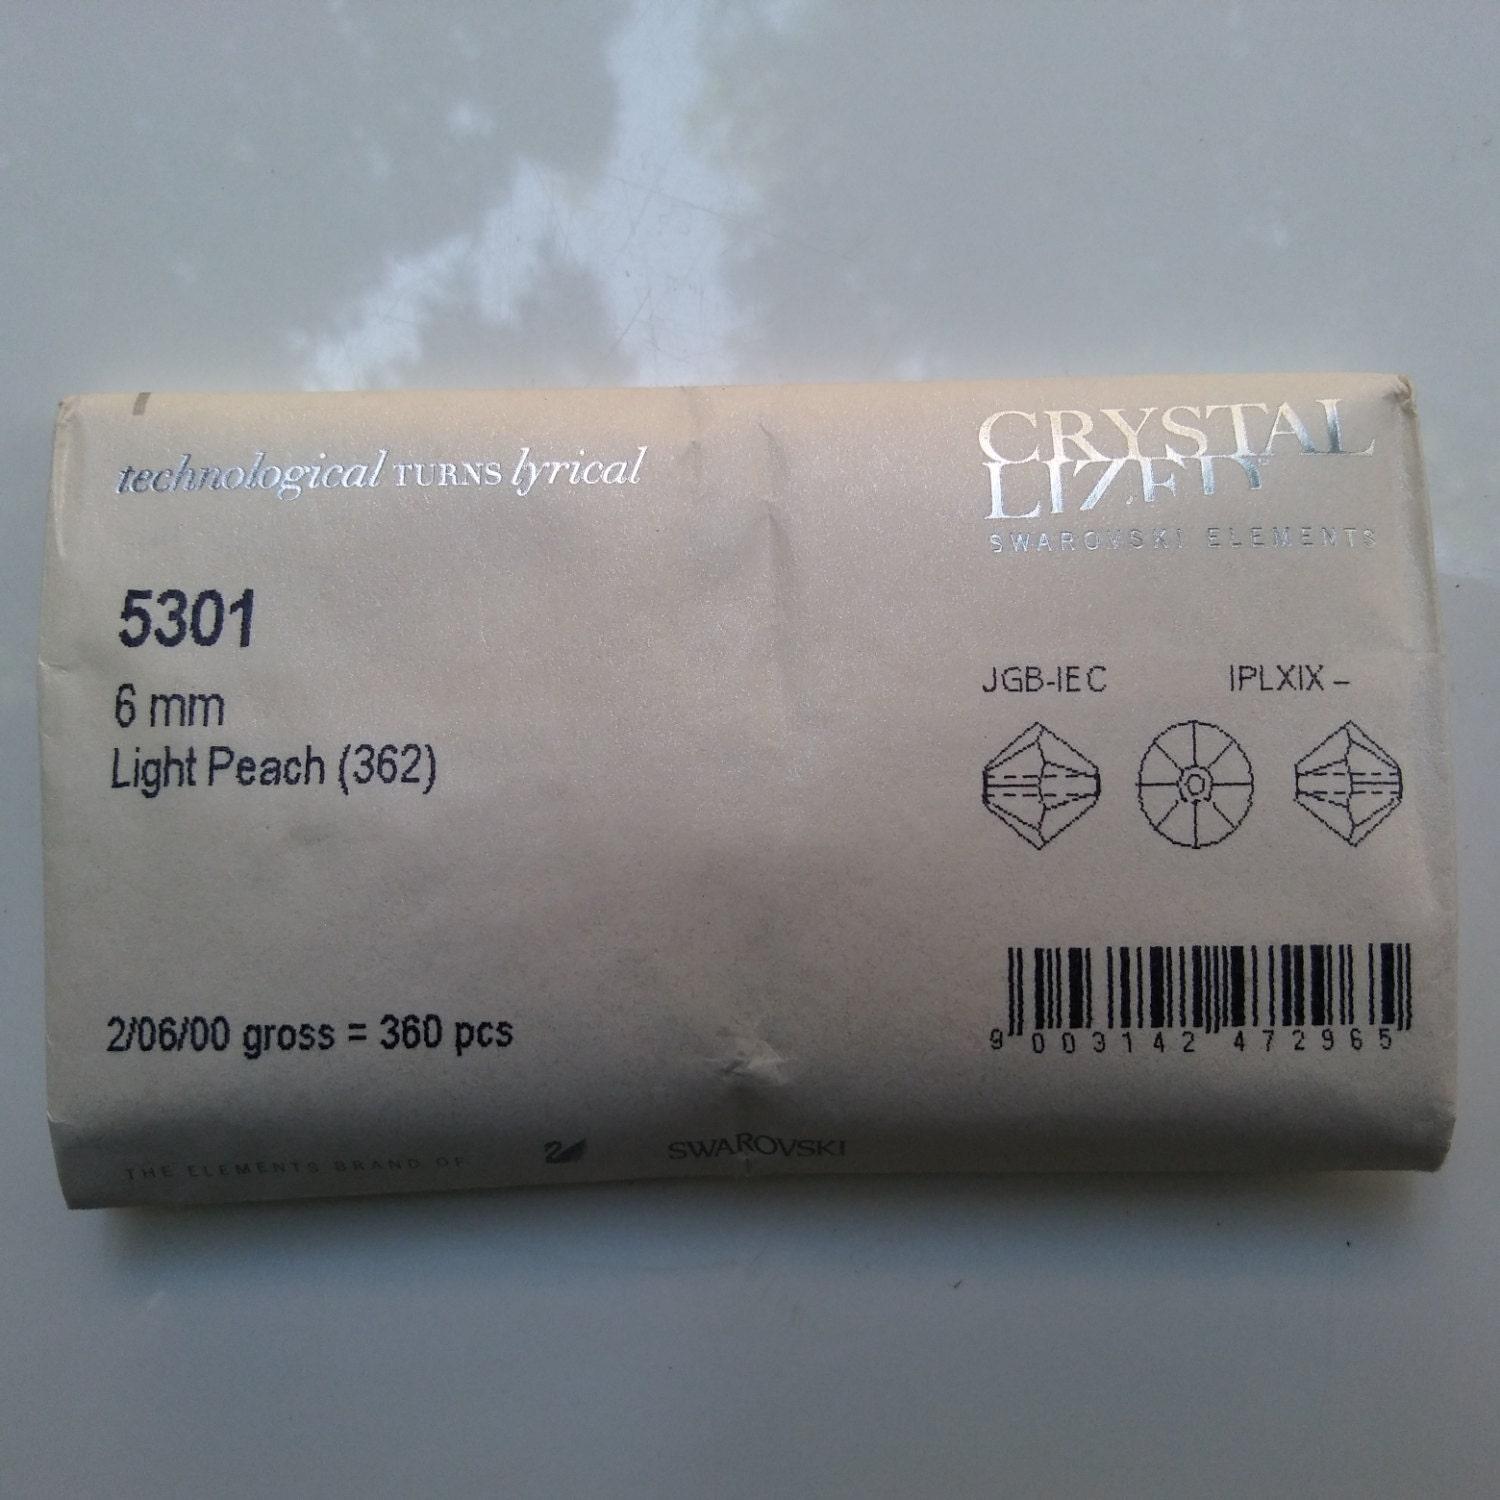 technological TURNS lyrical
CRYSTAL
LIZED™
SWAROVSKI ELEMENTS
5301
6 mm
Light Peach (362)
JGB-IEC IPLXIX –
2/06/00 gross = 360 pcs
9 003142 472965
THE ELEMENTS BRAND OF SWAROVSKI